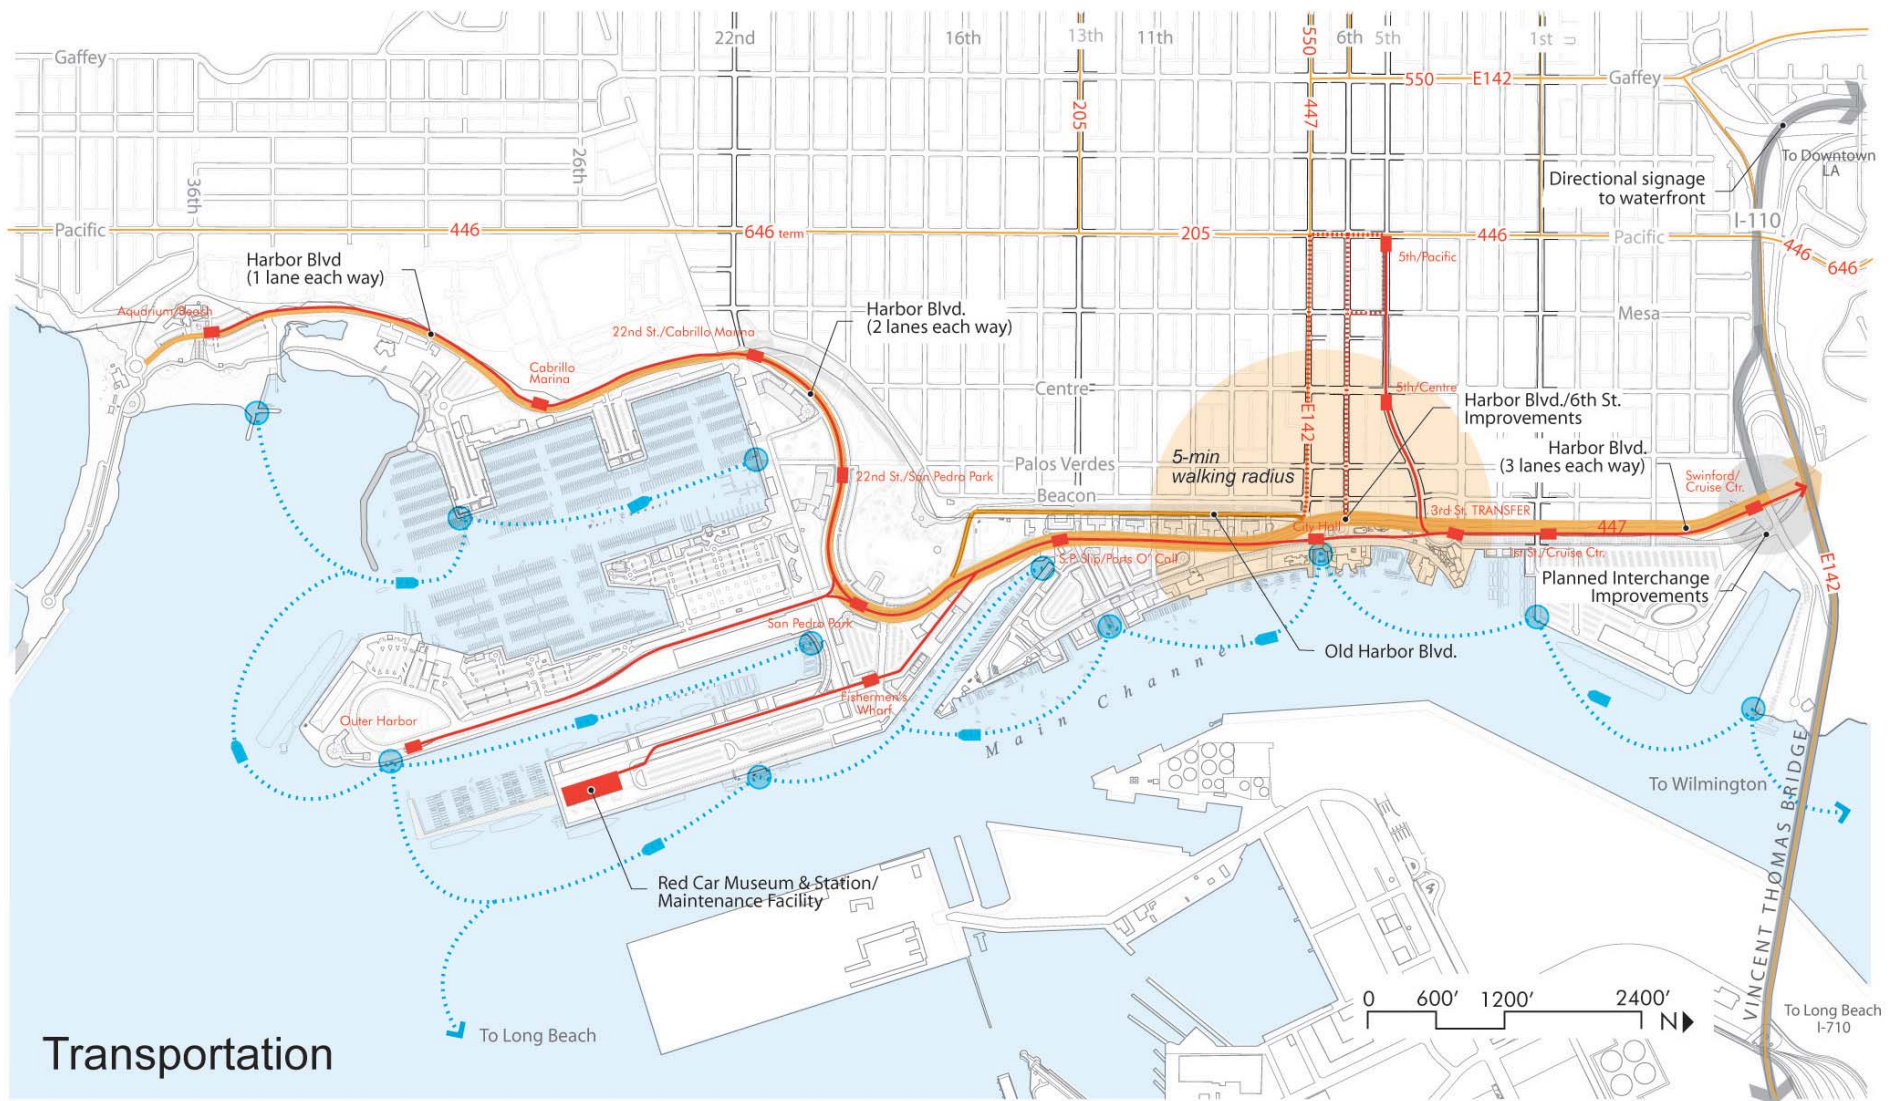 22nd
16th
13th
11th
550
6th
5th
1st
Gaffey
550
E142
Gaffey
205
447
26th
36th
To Downtown
LA
Directional signage
to waterfront
I-110
Pacific
446
646 term
205
446
Pacific
446
646
Harbor Blvd
(1 lane each way)
5th/Pacific
Aquarium/Beach
22nd St./Cabrillo Marina
Harbor Blvd.
(2 lanes each way)
Mesa
Cabrillo
Marina
Centre
5th/Centre
Harbor Blvd./6th St.
Improvements
E142
5-min
walking radius
Harbor Blvd.
(3 lanes each way)
Palos Verdes
22nd St./San Pedro Park
Swinford/
Cruise Ctr.
Beacon
3rd St. TRANSFER
City Hall
447
1st St./Cruise Ctr.
S.P. Slip/Ports O' Call
E142
Planned Interchange
Improvements
San Pedro Park
Old Harbor Blvd.
Main Channel
Fishermen's
Wharf
Outer Harbor
To Wilmington
VINCENT THOMAS BRIDGE
Red Car Museum & Station/
Maintenance Facility
0 600' 1200' 2400'
N
To Long Beach
I-710
To Long Beach
Transportation